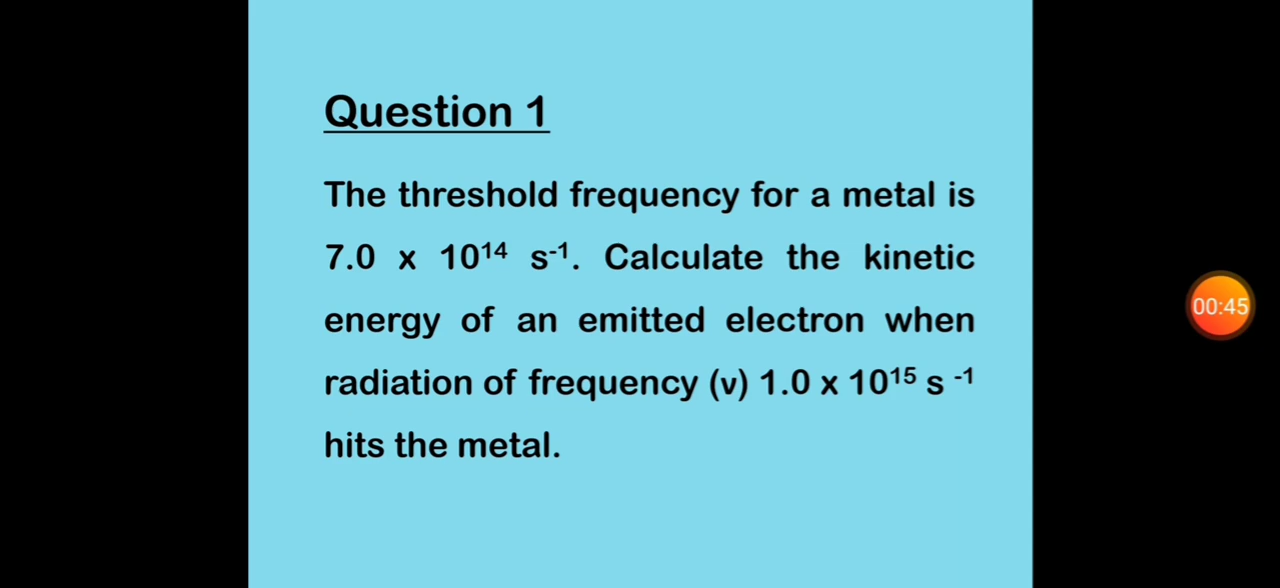 Question 1
The threshold frequency for a metal is
7.0 x 10¹⁴ s⁻¹. Calculate the kinetic
energy of an emitted electron when
radiation of frequency (ν) 1.0 x 10¹⁵ s ⁻¹
hits the metal.
00:45